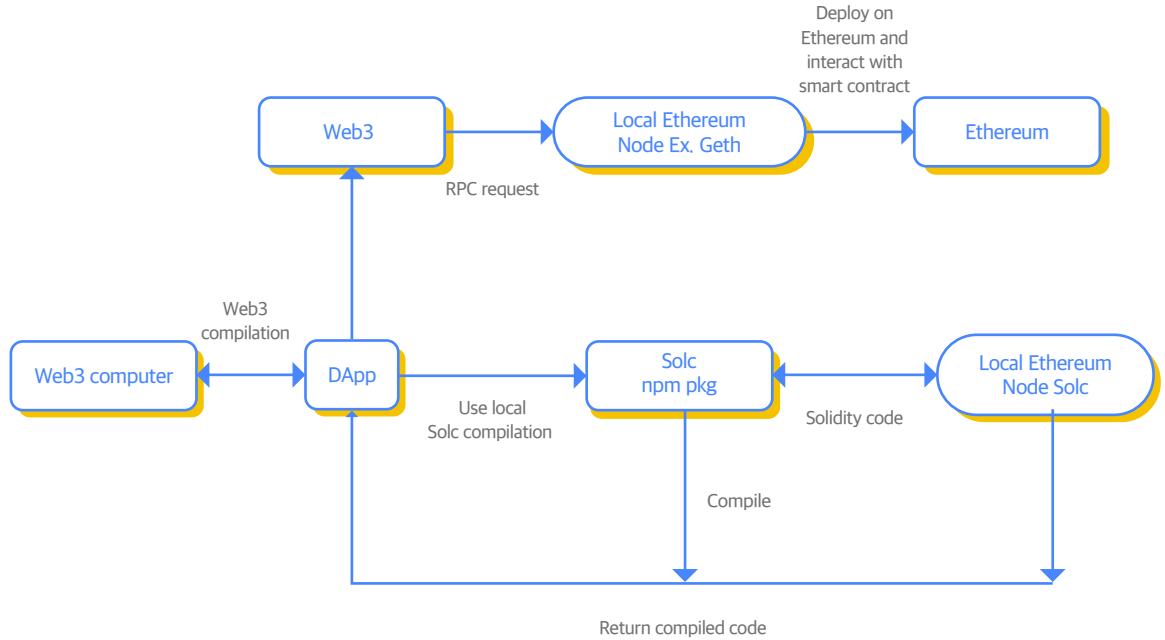 Deploy on
Ethereum and
interact with
smart contract
Web3
Local Ethereum
Node Ex. Geth
Ethereum
RPC request
Web3
compilation
Web3 computer
DApp
Solc
npm pkg
Local Ethereum
Node Solc
Use local
Solc compilation
Solidity code
Compile
Return compiled code